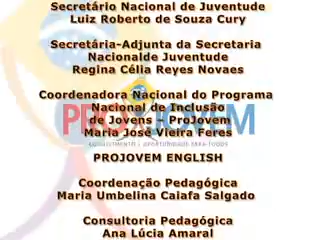 Secretário Nacional de Juventude
Luiz Roberto de Souza Cury
Secretária-Adjunta da Secretaria
Nacionalde Juventude
Regina Célia Reyes Novaes
Coordenadora Nacional do Programa
Nacional de Inclusão
de Jovens – ProJovem
Maria José Vieira Feres
PROJOVEM
PROJOVEM ENGLISH
Coordenação Pedagógica
Maria Umbelina Caiafa Salgado
Consultoria Pedagógica
Ana Lúcia Amaral